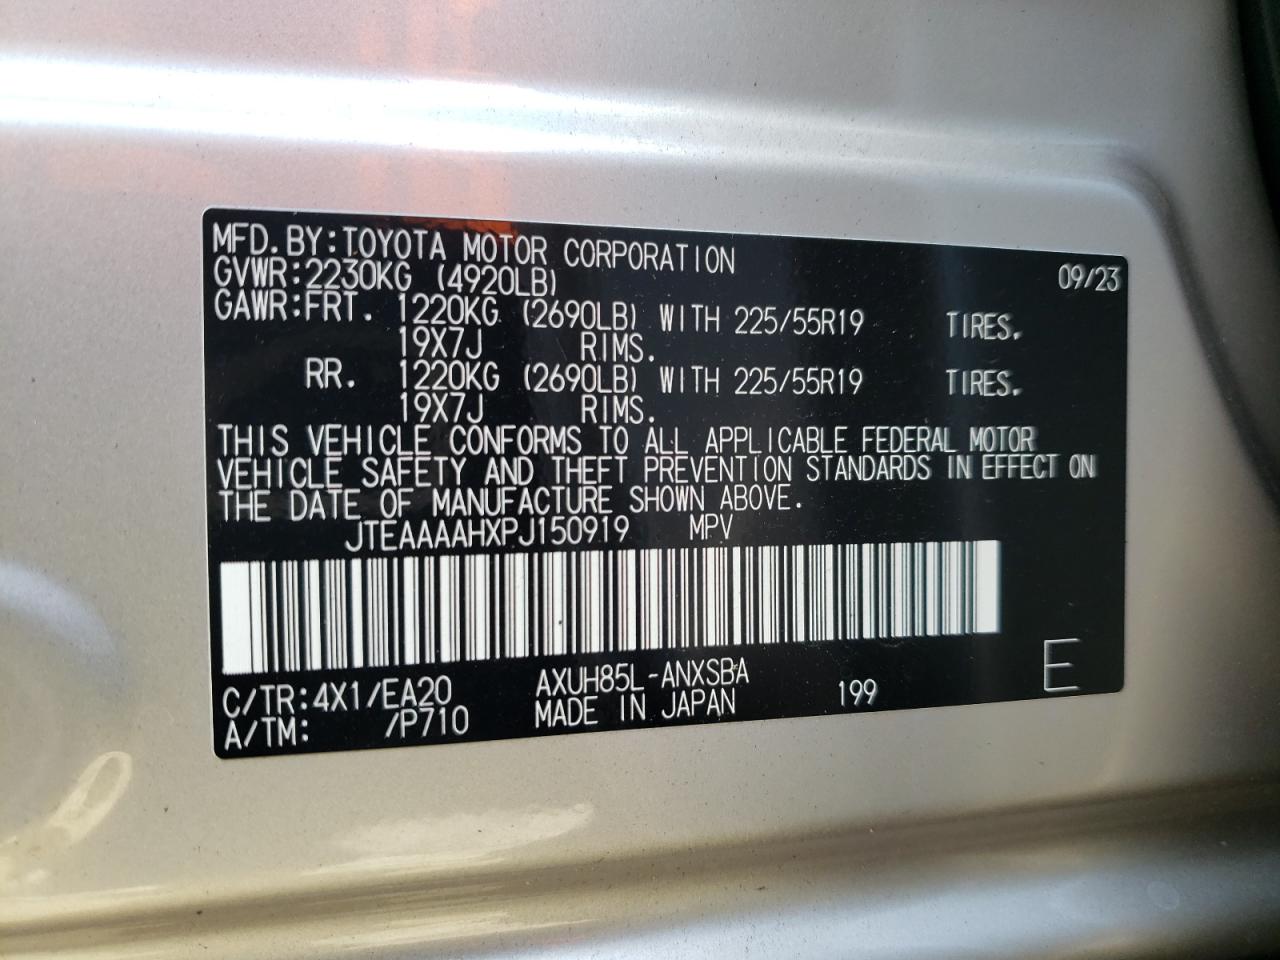 MFD.BY:TOYOTA MOTOR CORPORATION 09/23
GVWR:2230KG (4920LB)
GAWR:FRT. 1220KG (2690LB) WITH 225/55R19 TIRES.
19X7J RIMS.
RR. 1220KG (2690LB) WITH 225/55R19 TIRES.
19X7J RIMS.
THIS VEHICLE CONFORMS TO ALL APPLICABLE FEDERAL MOTOR
VEHICLE SAFETY AND THEFT PREVENTION STANDARDS IN EFFECT ON
THE DATE OF MANUFACTURE SHOWN ABOVE.
JTEAAAAHXPJ150919 MPV
C/TR:4X1/EA20 AXUH85L-ANXSBA 199 E
A/TM: /P710 MADE IN JAPAN